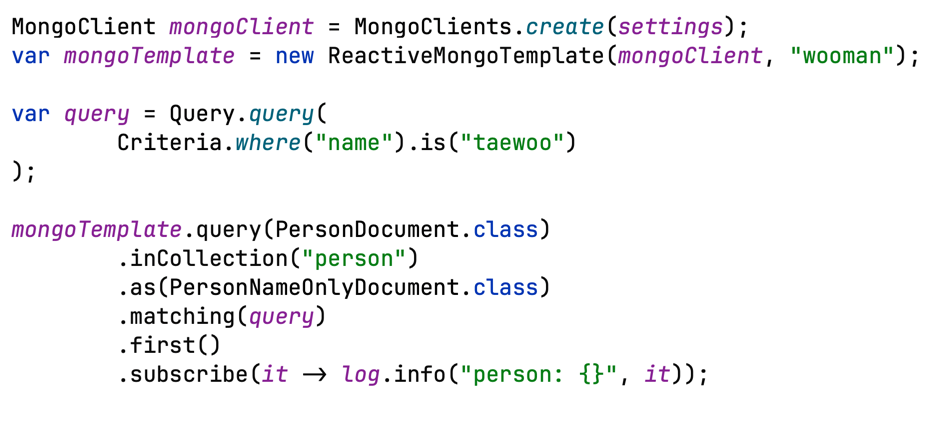 MongoClient mongoClient = MongoClients.create(settings);
var mongoTemplate = new ReactiveMongoTemplate(mongoClient, "wooman");
var query = Query.query(
        Criteria.where("name").is("taewoo")
);
mongoTemplate.query(PersonDocument.class)
        .inCollection("person")
        .as(PersonNameOnlyDocument.class)
        .matching(query)
        .first()
        .subscribe(it -> log.info("person: {}", it));